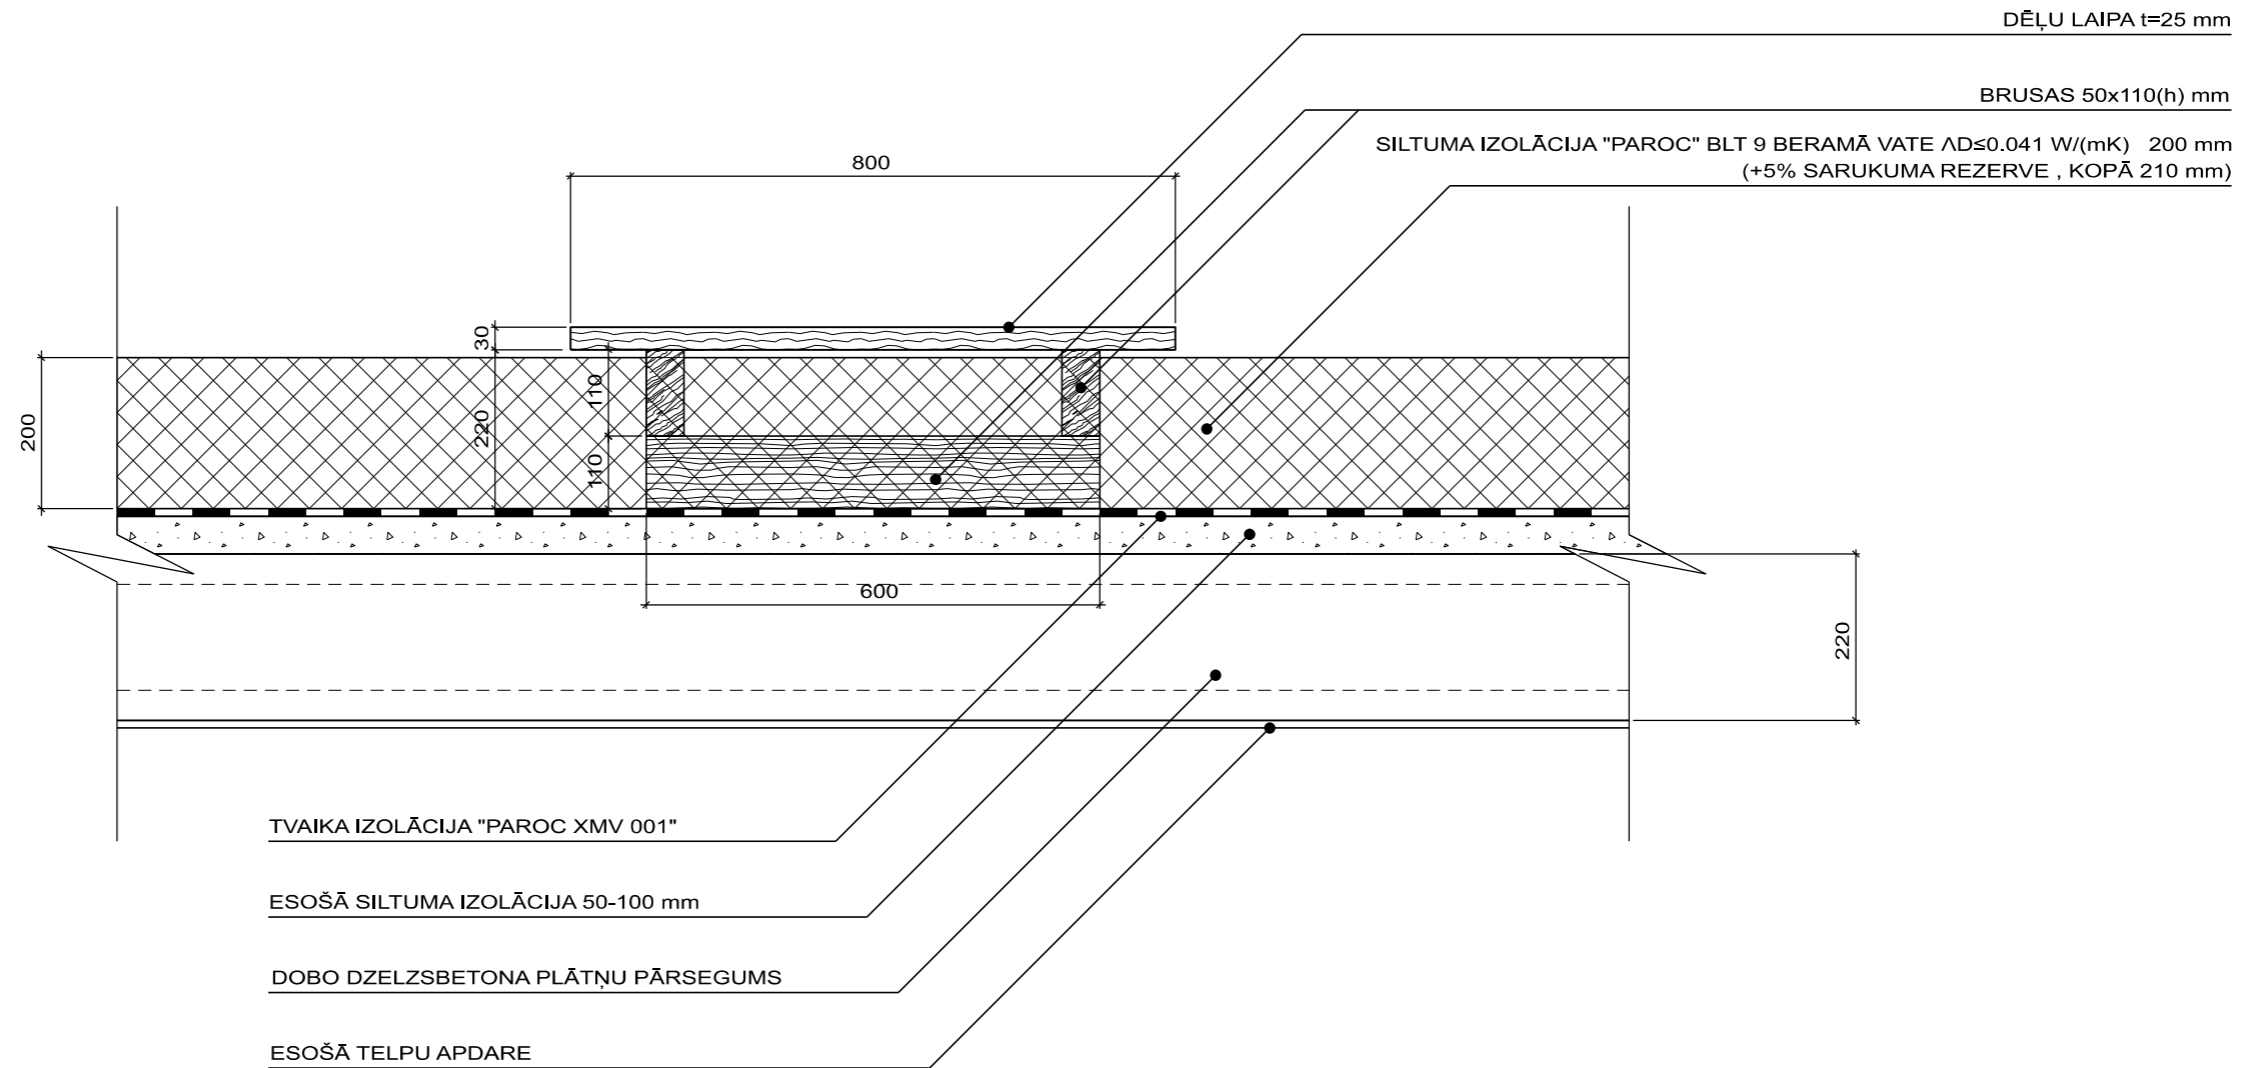 DĒĻU LAIPA t=25 mm
BRUSAS 50x110(h) mm
SILTUMA IZOLĀCIJA "PAROC" BLT 9 BERAMĀ VATE ΛD≤0.041 W/(mK) 200 mm
(+5% SARUKUMA REZERVE , KOPĀ 210 mm)
800
30
110
200
220
110
600
220
TVAIKA IZOLĀCIJA "PAROC XMV 001"
ESOŠĀ SILTUMA IZOLĀCIJA 50-100 mm
DOBO DZELZSBETONA PLĀTŅU PĀRSEGUMS
ESOŠĀ TELPU APDARE